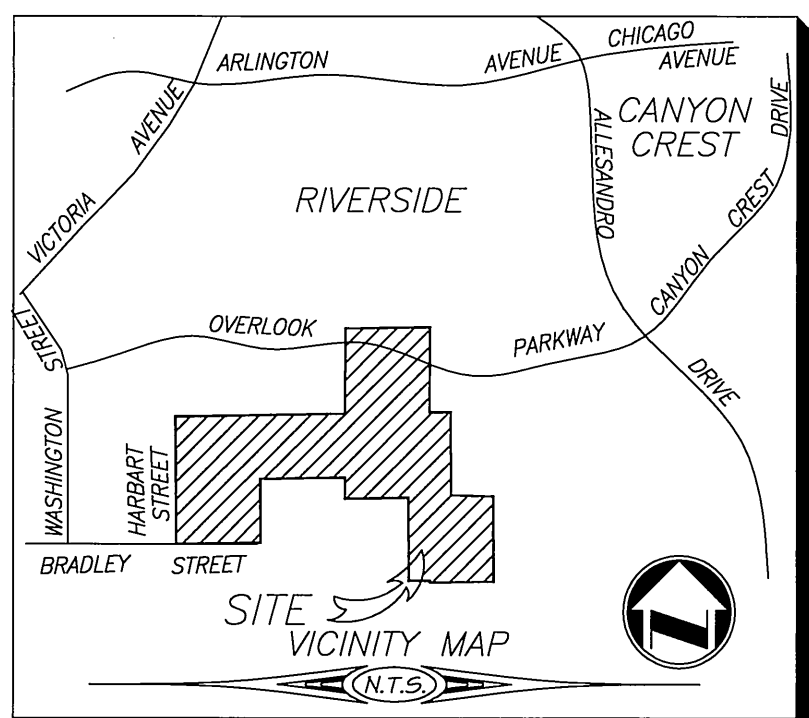 ARLINGTON AVENUE
CHICAGO AVENUE
VICTORIA AVENUE
ALLESANDRO DRIVE
CANYON
CREST
CANYON CREST DRIVE
RIVERSIDE
OVERLOOK PARKWAY
WASHINGTON STREET
HARBART
STREET
BRADLEY STREET
SITE
VICINITY MAP
N.T.S.
N